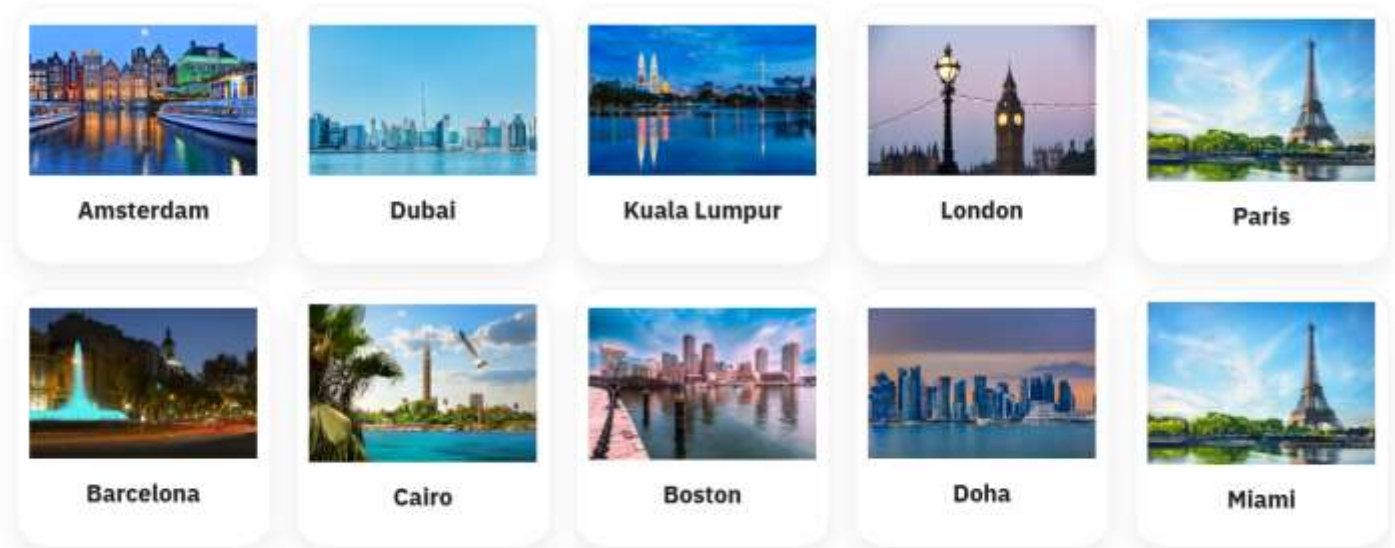 Amsterdam
Dubai
Kuala Lumpur
London
Paris
Barcelona
Cairo
Boston
Doha
Miami